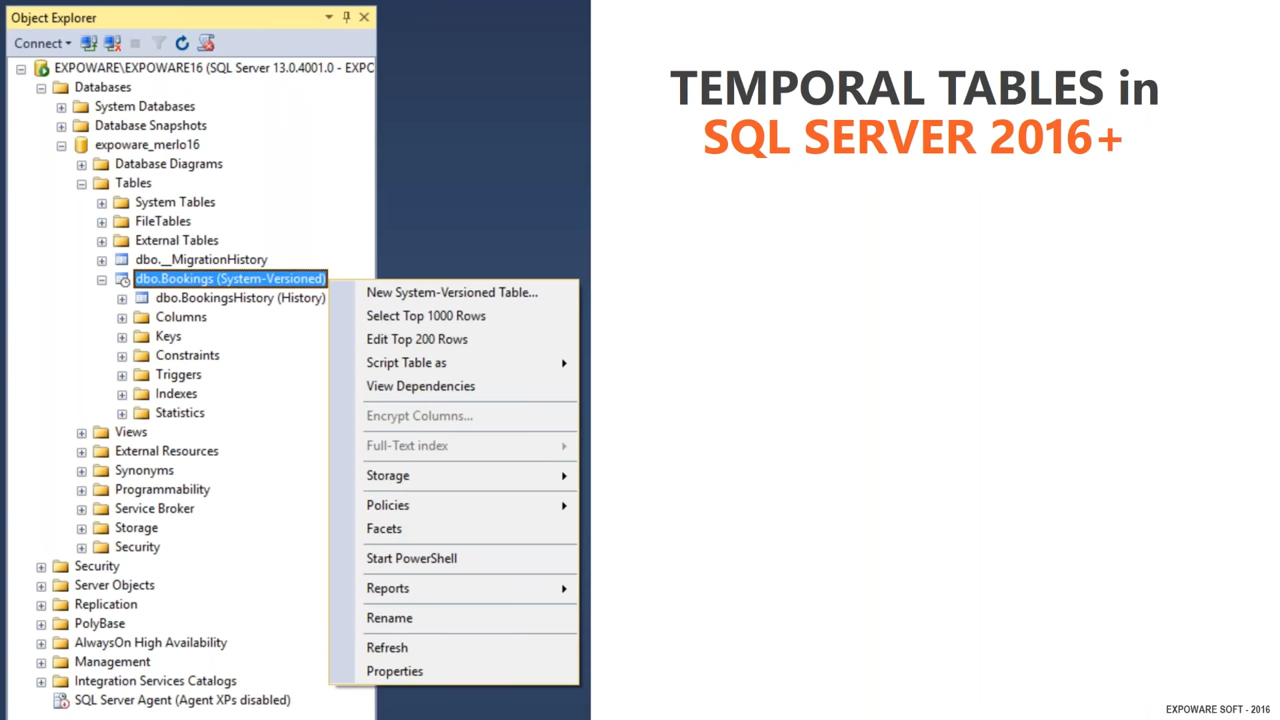 Object Explorer
Connect
EXPOWARE\EXPOWARE16 (SQL Server 13.0.4001.0 - EXPC
Databases
System Databases
Database Snapshots
expoware_merlo16
Database Diagrams
Tables
System Tables
FileTables
External Tables
dbo.__MigrationHistory
dbo.Bookings (System-Versioned)
dbo.BookingsHistory (History)
Columns
Keys
Constraints
Triggers
Indexes
Statistics
Views
External Resources
Synonyms
Programmability
Service Broker
Storage
Security
Security
Server Objects
Replication
PolyBase
AlwaysOn High Availability
Management
Integration Services Catalogs
SQL Server Agent (Agent XPs disabled)
New System-Versioned Table...
Select Top 1000 Rows
Edit Top 200 Rows
Script Table as
View Dependencies
Encrypt Columns...
Full-Text index
Storage
Policies
Facets
Start PowerShell
Reports
Rename
Refresh
Properties
TEMPORAL TABLES in
SQL SERVER 2016+
EXPOWARE SOFT - 2016